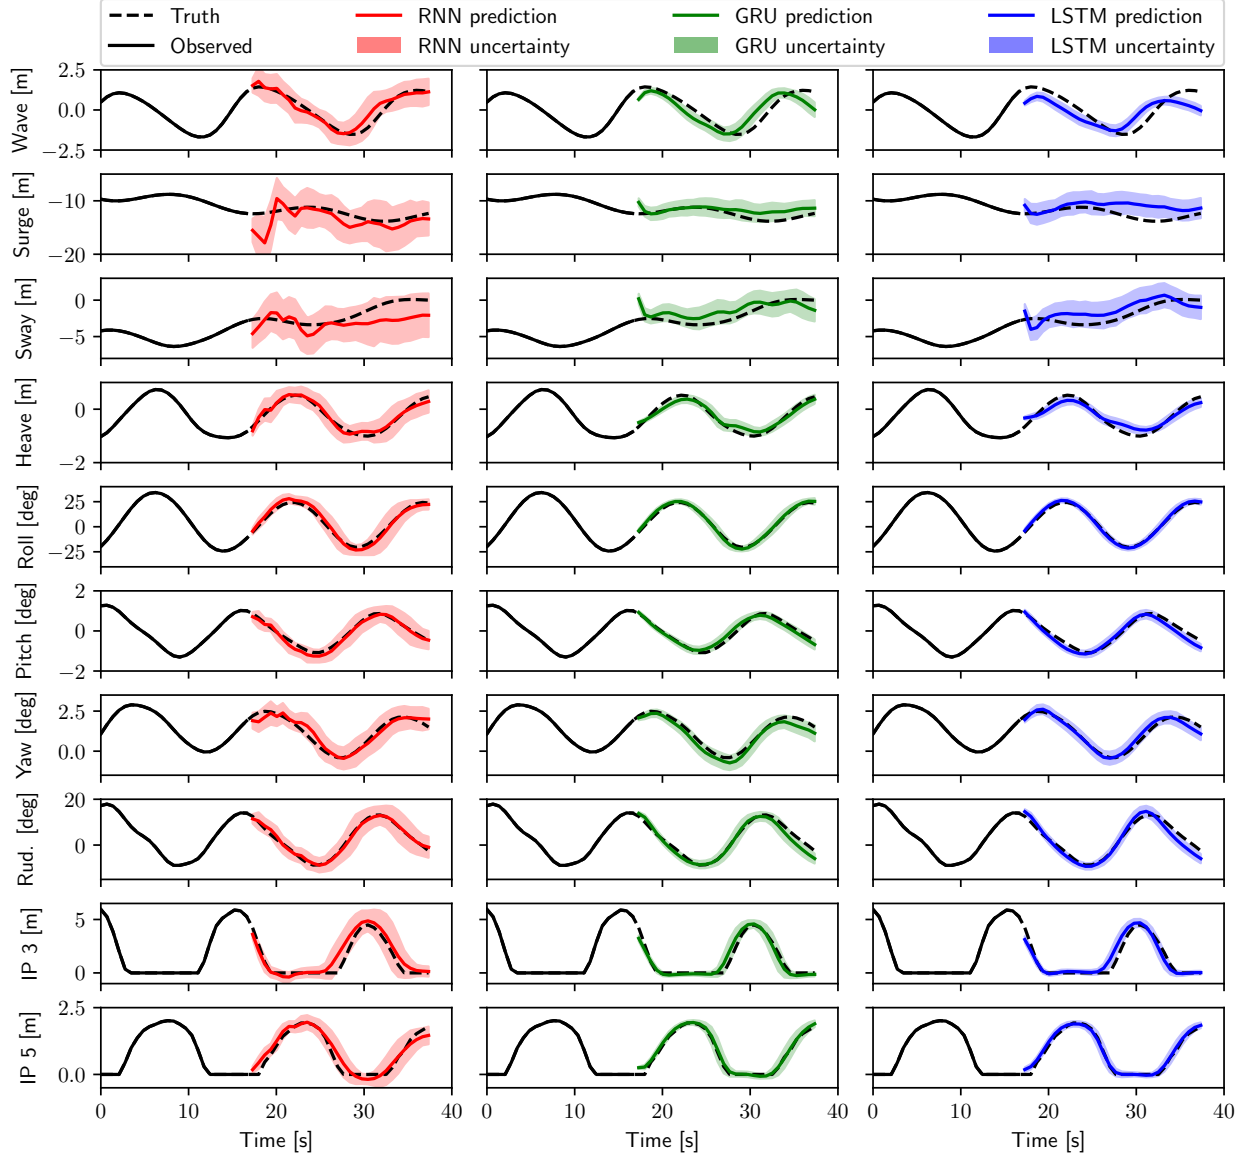 Truth
RNN prediction
GRU prediction
LSTM prediction
Observed
RNN uncertainty
GRU uncertainty
LSTM uncertainty
Wave [m]
2.5
0.0
−2.5
Surge [m]
−10
−20
Sway [m]
0
−5
Heave [m]
0
−2
Roll [deg]
25
0
−25
Pitch [deg]
2
0
−2
Yaw [deg]
2.5
0.0
Rud. [deg]
20
0
IP 3 [m]
5
0
IP 5 [m]
2.5
0.0
0 10 20 30 40
0 10 20 30 40
0 10 20 30 40
Time [s]
Time [s]
Time [s]